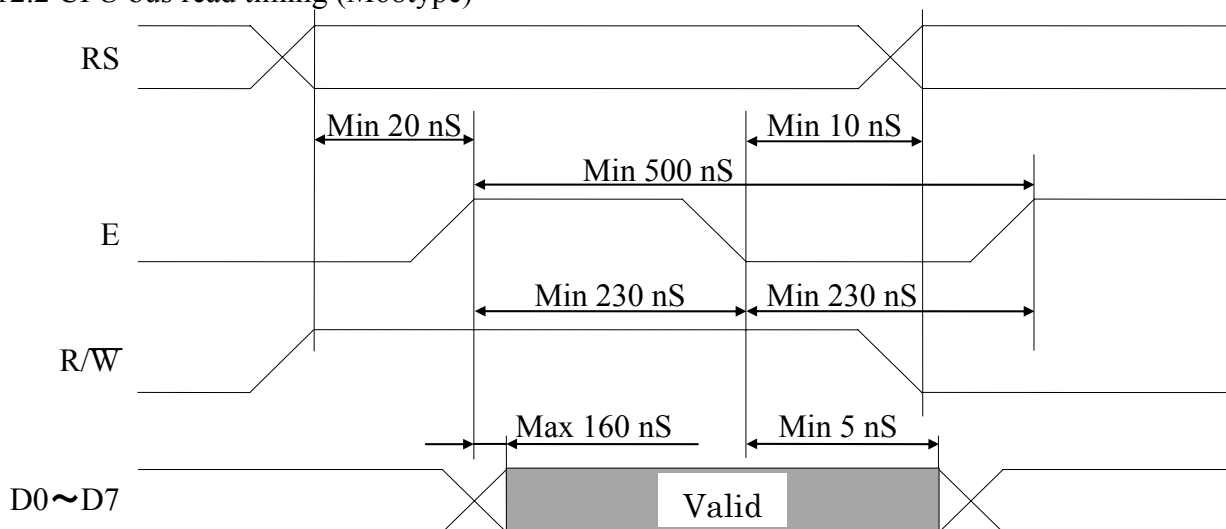 RS
Min 20 nS
Min 10 nS
Min 500 nS
E
Min 230 nS
Min 230 nS
R/W̅
Max 160 nS
Min 5 nS
D0～D7
Valid